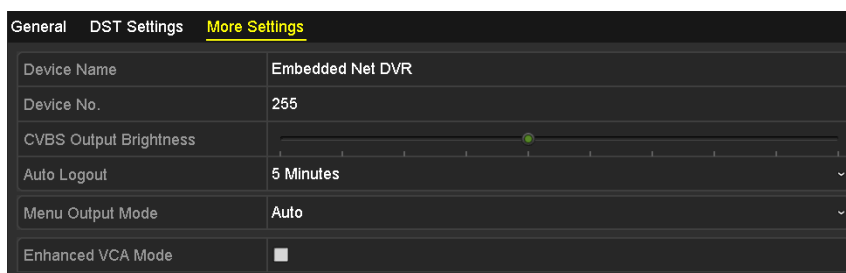 General DST Settings More Settings
Device Name Embedded Net DVR
Device No. 255
CVBS Output Brightness
Auto Logout 5 Minutes
Menu Output Mode Auto
Enhanced VCA Mode